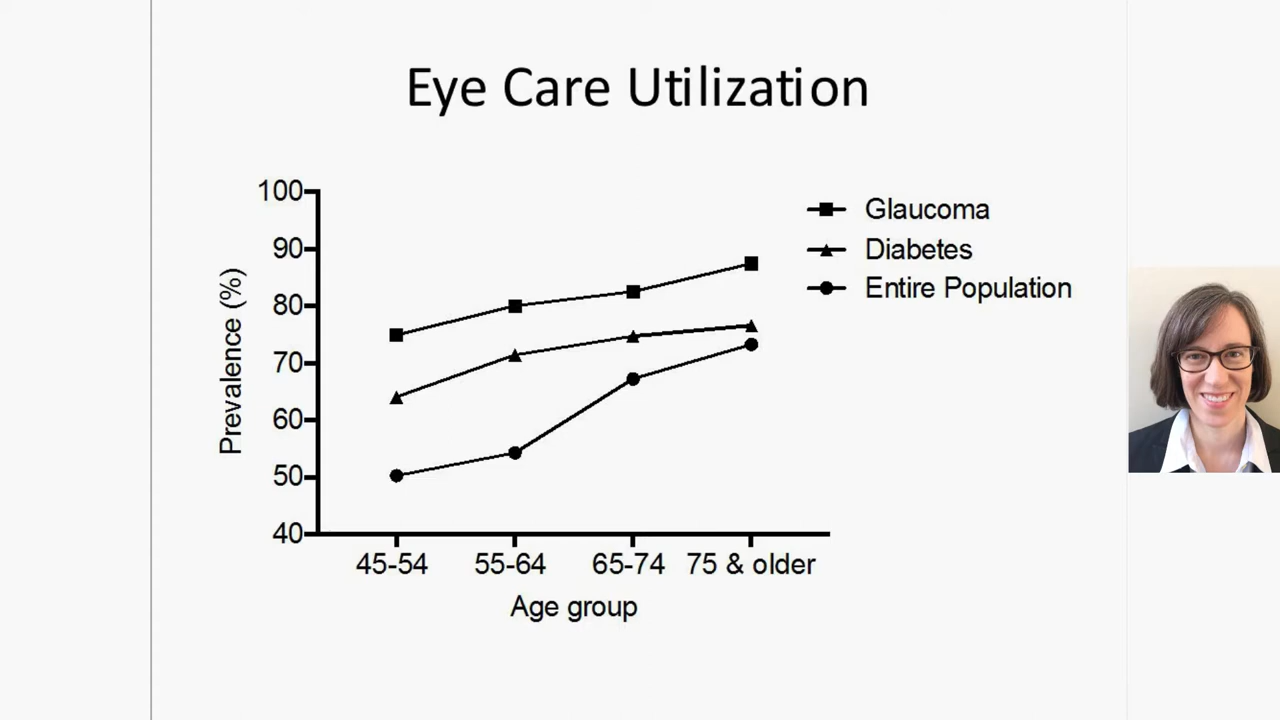 Eye Care Utilization
100
90
80
70
60
50
40
Prevalence (%)
45-54 55-64 65-74 75 & older
Age group
Glaucoma
Diabetes
Entire Population